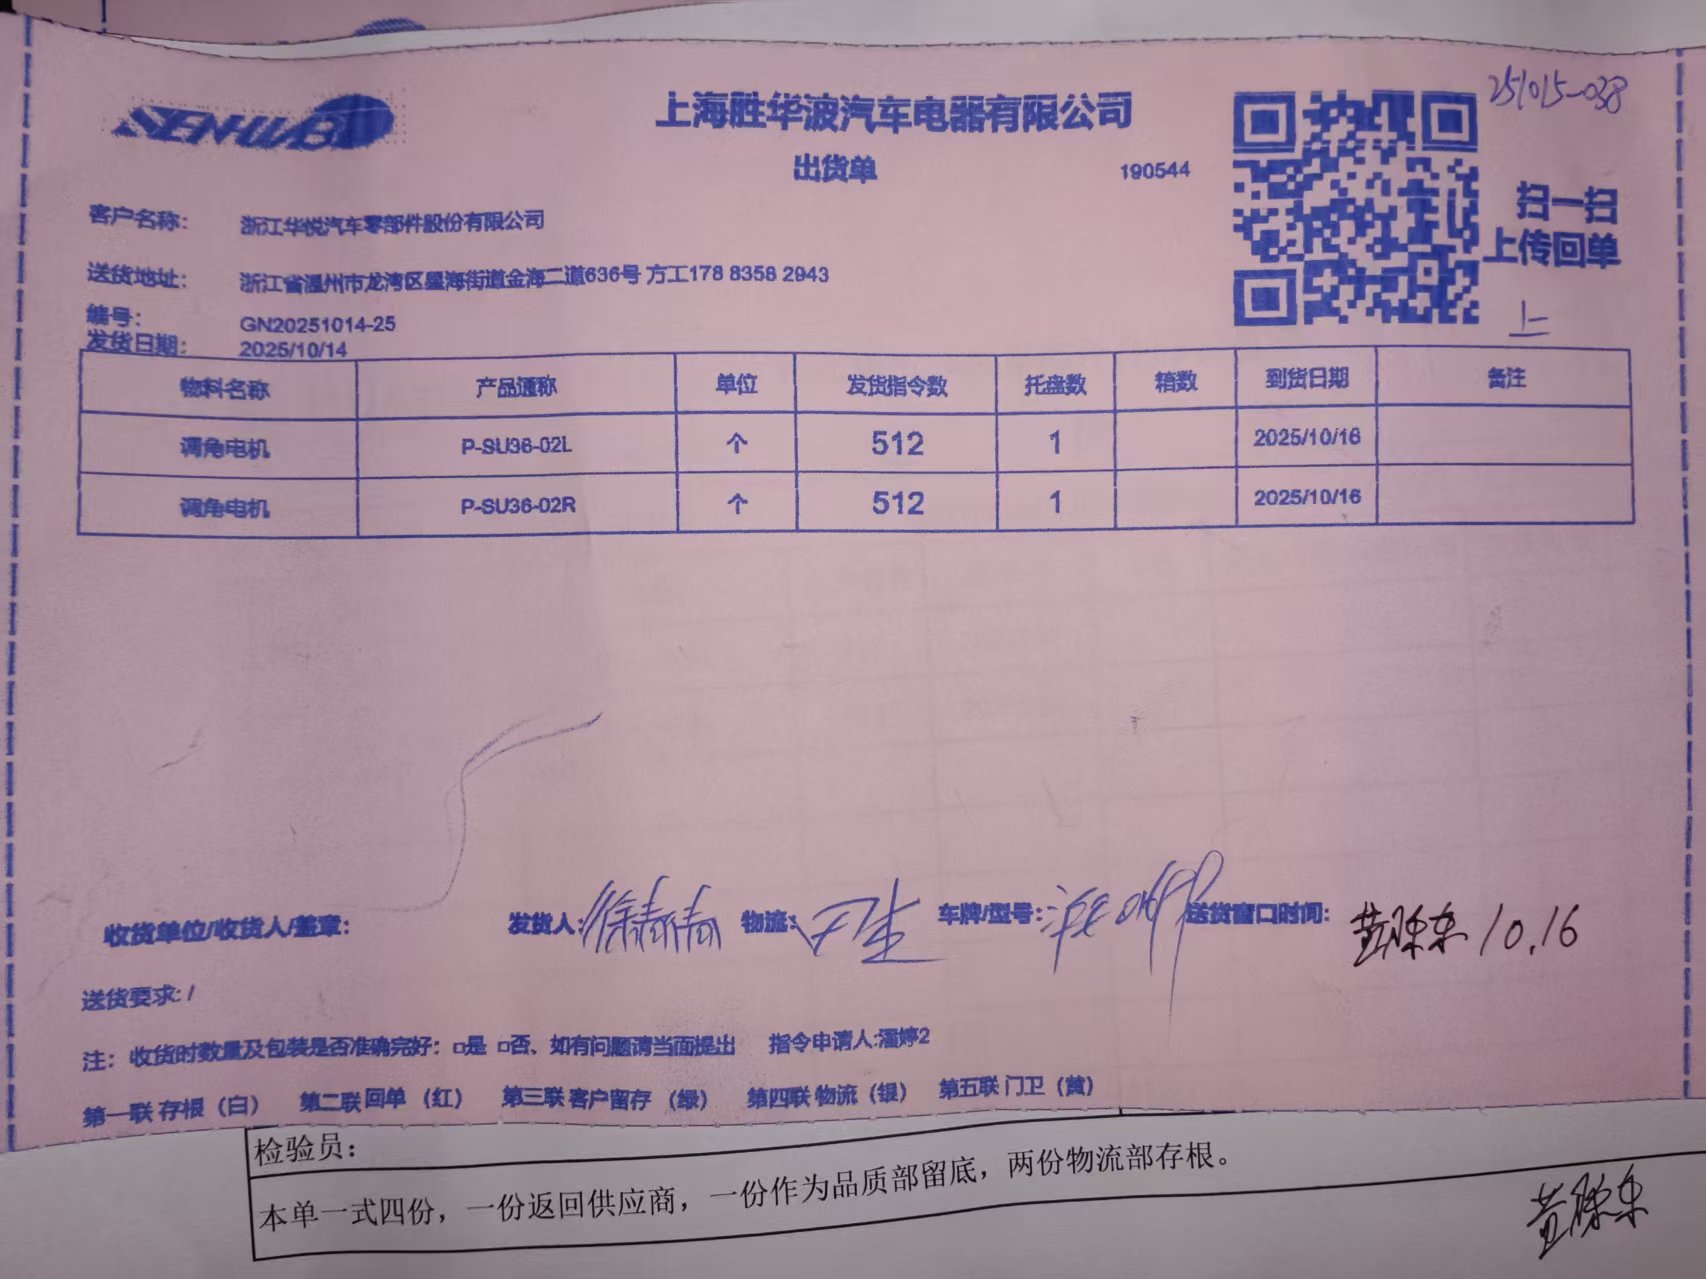 SENWBO
251015-038
上海胜华波汽车电器有限公司
出货单
190544
扫一扫
上传回单
上
客户名称： 浙江华悦汽车零部件股份有限公司
送货地址： 浙江省温州市龙湾区星海街道金海二道636号 方工178 8358 2943
编号： GN20251014-25
发货日期： 2025/10/14
物料名称 产品通称 单位 发货指令数 托盘数 箱数 到货日期 备注
调角电机 P-SU36-02L 个 512 1 2025/10/16
调角电机 P-SU36-02R 个 512 1 2025/10/16
收货单位/收货人/盖章： 发货人: 徐青青 物流: 卫生 车牌/型号： 送货窗口时间： 10.16
送货要求: /
注： 收货时数量及包装是否准确完好： □是 □否、如有问题请当面提出 指令申请人:潘婷2
第一联 存根（白） 第二联 回单（红） 第三联 客户留存（绿） 第四联 物流（银） 第五联 门卫（黄）
检验员：
本单一式四份，一份返回供应商，一份作为品质部留底，两份物流部存根。